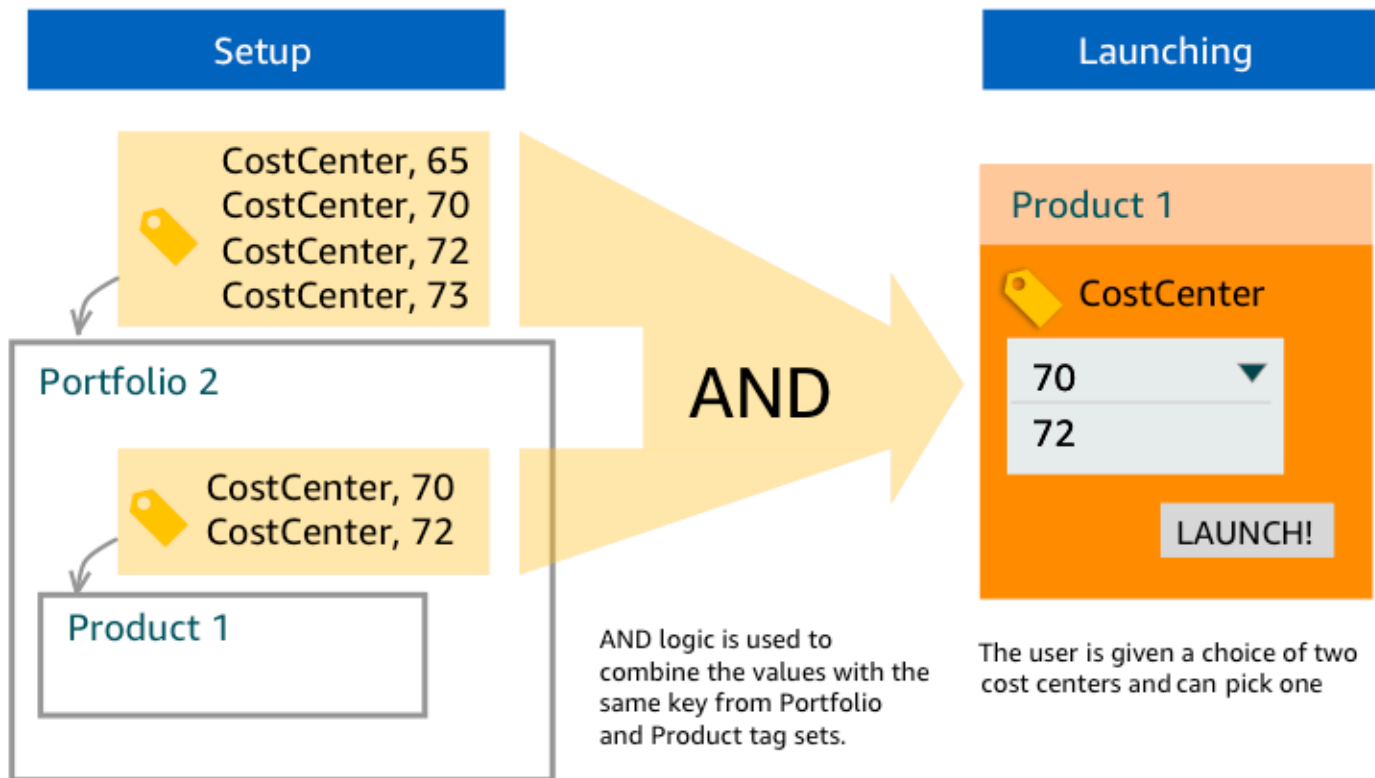 Setup
Launching
CostCenter, 65
CostCenter, 70
CostCenter, 72
CostCenter, 73
Portfolio 2
CostCenter, 70
CostCenter, 72
Product 1
AND
AND logic is used to
combine the values with the
same key from Portfolio
and Product tag sets.
Product 1
CostCenter
70
72
LAUNCH!
The user is given a choice of two
cost centers and can pick one